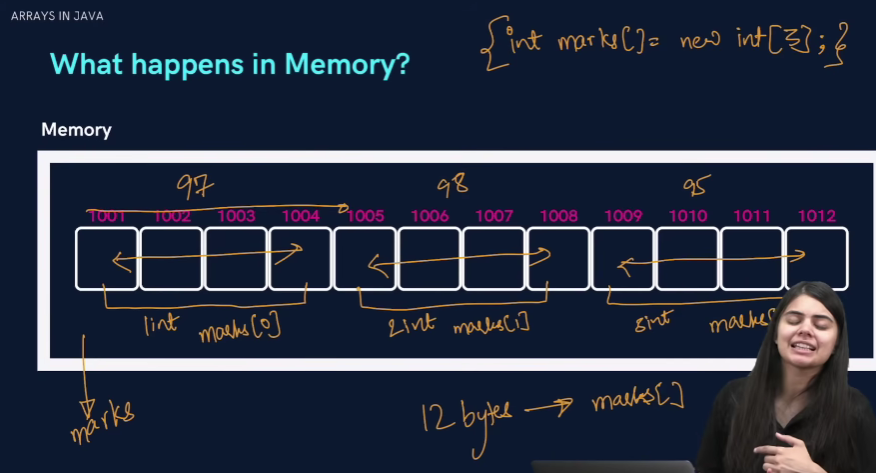 ARRAYS IN JAVA
{int marks[]= new int[3];}
What happens in Memory?
Memory
97 98 95
1001 1002 1003 1004 1005 1006 1007 1008 1009 1010 1011 1012
1int marks[0] 2int marks[1] 3int marks[
marks
12 bytes → marks[]